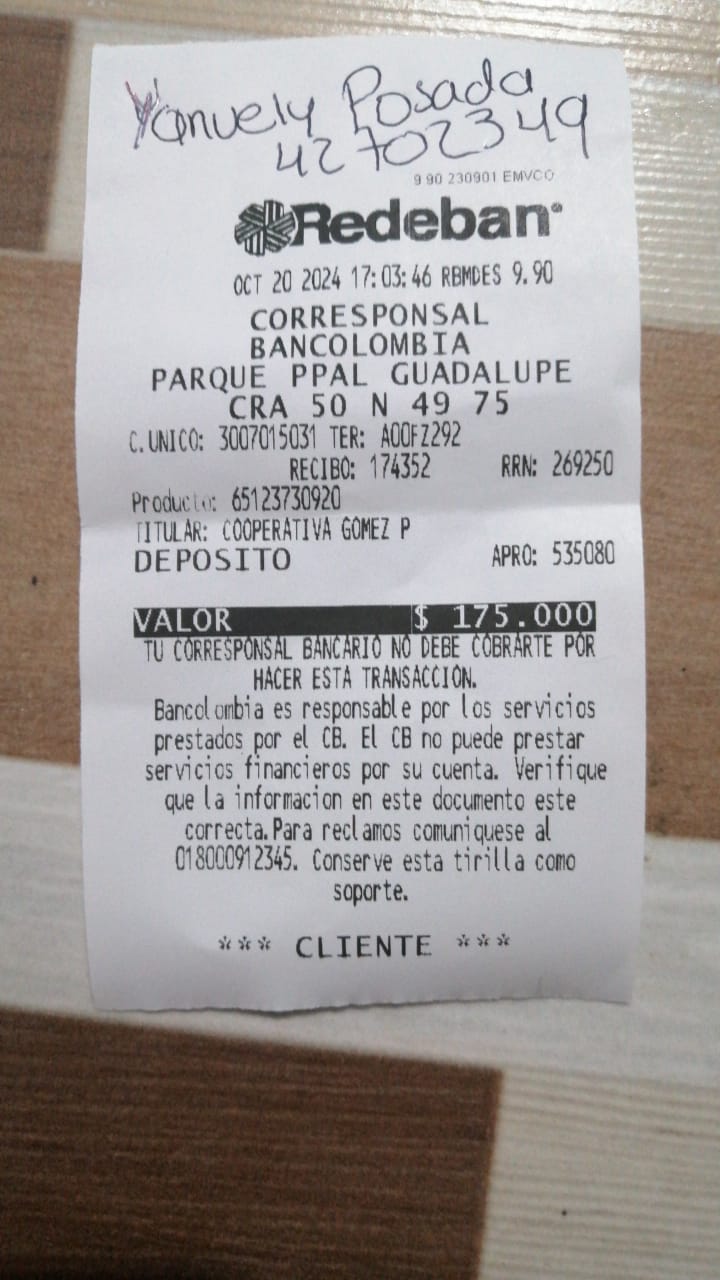 Yanuely Posada
42702349
9 90 230901 EMVCO
Redeban
OCT 20 2024 17:03:46 RBMDES 9.90
CORRESPONSAL
BANCOLOMBIA
PARQUE PPAL GUADALUPE
CRA 50 N 49 75
C. UNICO: 3007015031 TER: A00FZ292
RECIBO: 174352 RRN: 269250
Producto: 65123730920
TITULAR: COOPERATIVA GOMEZ P
DEPOSITO APRO: 535080
VALOR $ 175.000
TU CORRESPONSAL BANCARIO NO DEBE COBRARTE POR
HACER ESTA TRANSACCION.
Bancolombia es responsable por los servicios
prestados por el CB. El CB no puede prestar
servicios financieros por su cuenta. Verifique
que la informacion en este documento este
correcta. Para reclamos comuniquese al
018000912345. Conserve esta tirilla como
soporte.
*** CLIENTE ***